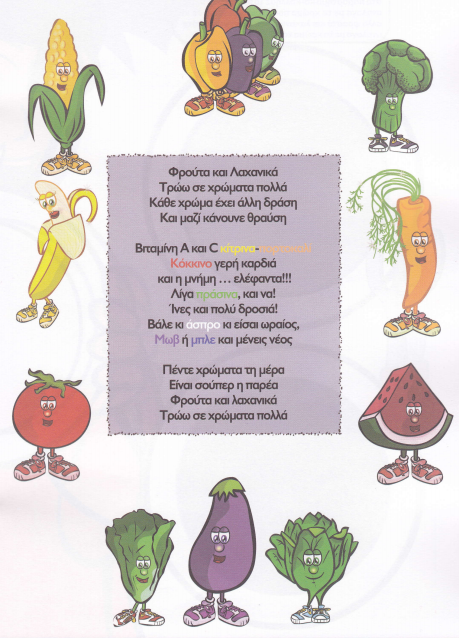 Φρούτα και Λαχανικά
Τρώω σε χρώματα πολλά
Κάθε χρώμα έχει άλλη δράση
Και μαζί κάνουνε θραύση
Βιταμίνη Α και C κίτρινα-πορτοκαλί
Κόκκινο γερή καρδιά
και η μνήμη ... ελέφαντα!!!
Λίγα πράσινα, και να!
Ίνες και πολύ δροσιά!
Βάλε κι άσπρο κι είσαι ωραίος,
Μωβ ή μπλε και μένεις νέος
Πέντε χρώματα τη μέρα
Είναι σούπερ η παρέα
Φρούτα και λαχανικά
Τρώω σε χρώματα πολλά